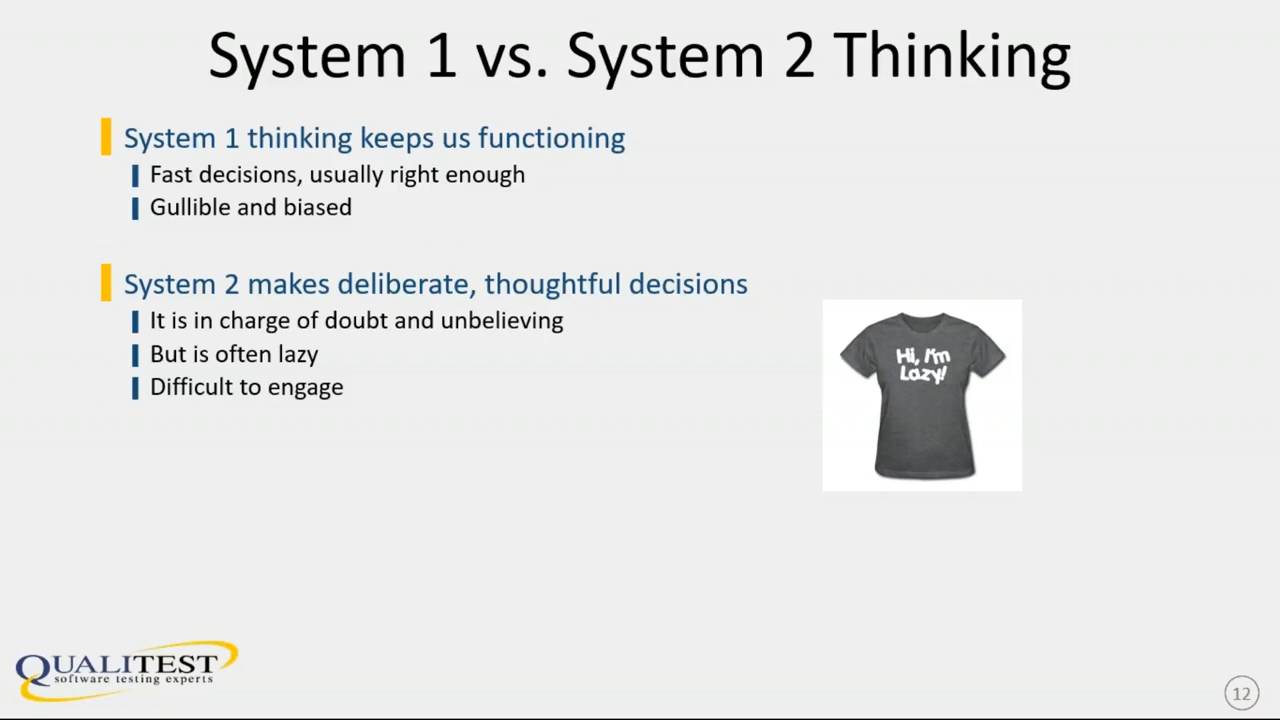 System 1 vs. System 2 Thinking
System 1 thinking keeps us functioning
Fast decisions, usually right enough
Gullible and biased
System 2 makes deliberate, thoughtful decisions
It is in charge of doubt and unbelieving
But is often lazy
Difficult to engage
Hi, I'm
Lazy!
QUALITEST
software testing experts
12